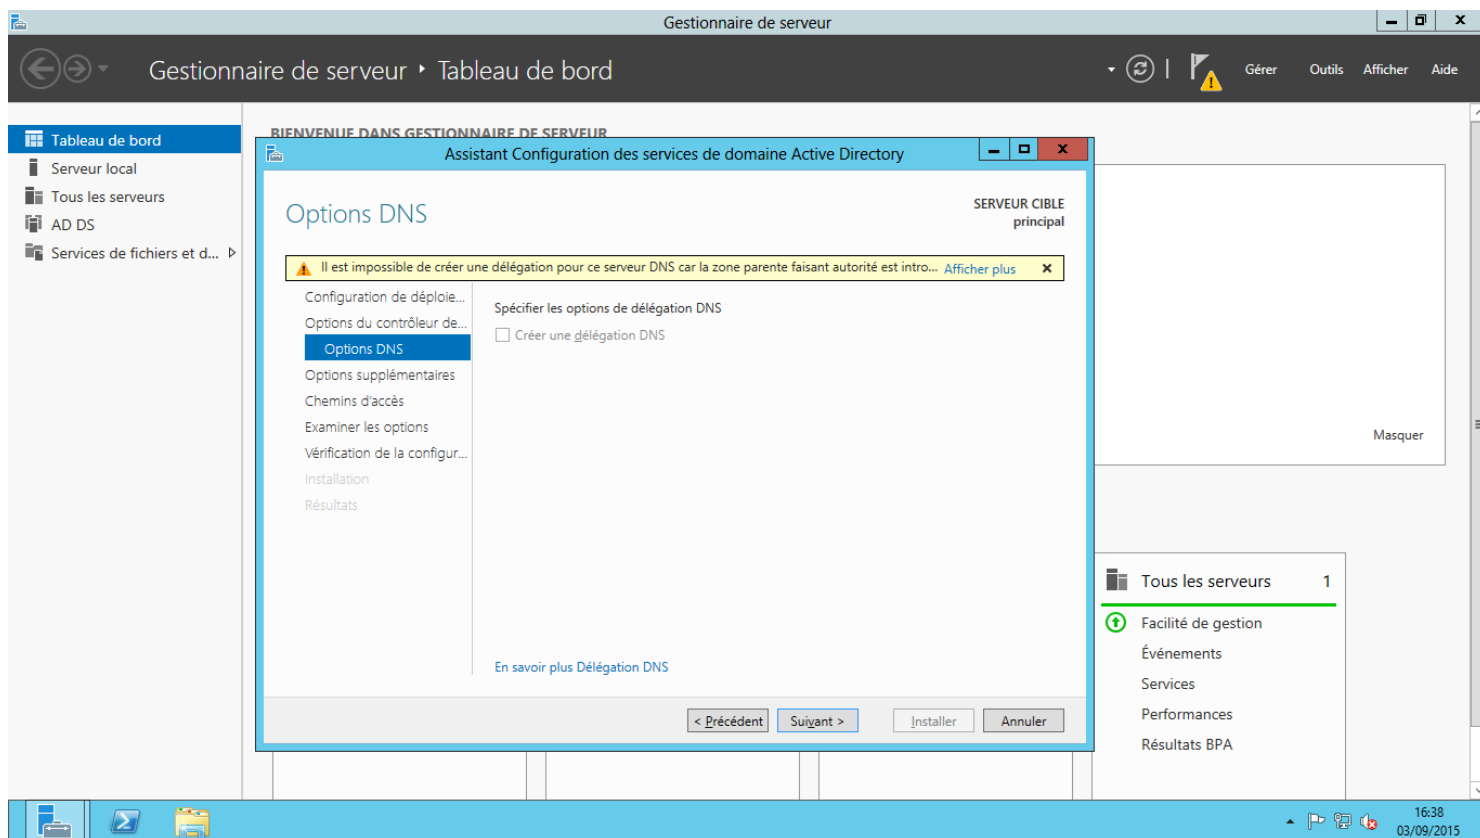 Gestionnaire de serveur
Gestionnaire de serveur • Tableau de bord
Gérer Outils Afficher Aide
Tableau de bord
Serveur local
Tous les serveurs
AD DS
Services de fichiers et d...
BIENVENUE DANS GESTIONNAIRE DE SERVEUR
Assistant Configuration des services de domaine Active Directory
Options DNS
SERVEUR CIBLE
principal
Il est impossible de créer une délégation pour ce serveur DNS car la zone parente faisant autorité est intro... Afficher plus
Configuration de déploie...
Options du contrôleur de...
Options DNS
Options supplémentaires
Chemins d'accès
Examiner les options
Vérification de la configur...
Installation
Résultats
Spécifier les options de délégation DNS
Créer une délégation DNS
En savoir plus Délégation DNS
< Précédent Suivant > Installer Annuler
Masquer
Tous les serveurs 1
Facilité de gestion
Événements
Services
Performances
Résultats BPA
16:38
03/09/2015